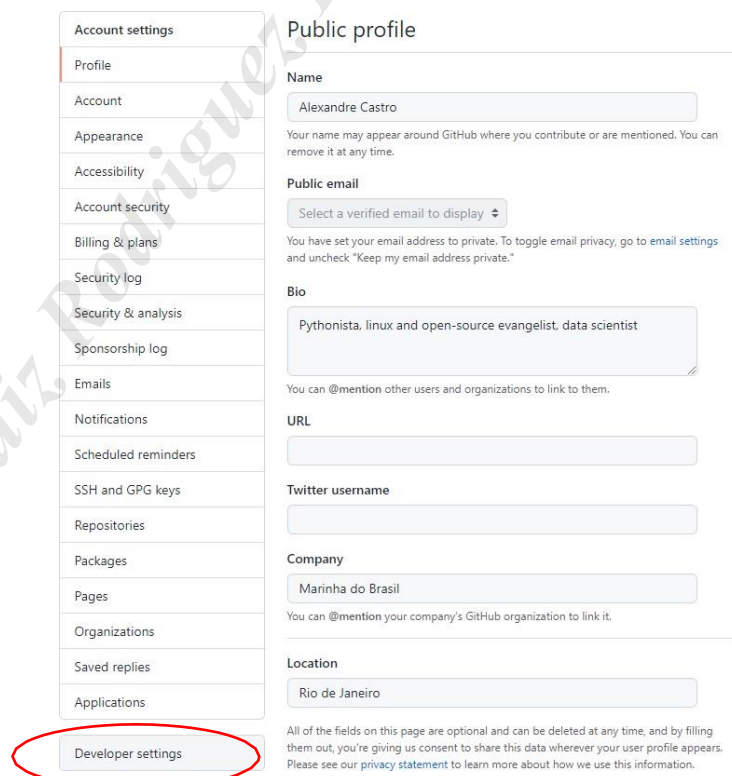 Account settings
Profile
Account
Appearance
Accessibility
Account security
Billing & plans
Security log
Security & analysis
Sponsorship log
Emails
Notifications
Scheduled reminders
SSH and GPG keys
Repositories
Packages
Pages
Organizations
Saved replies
Applications
Developer settings
Public profile
Name
Alexandre Castro
Your name may appear around GitHub where you contribute or are mentioned. You can
remove it at any time.
Public email
Select a verified email to display
You have set your email address to private. To toggle email privacy, go to email settings
and uncheck "Keep my email address private."
Bio
Pythonista, linux and open-source evangelist, data scientist
You can @mention other users and organizations to link to them.
URL
Twitter username
Company
Marinha do Brasil
You can @mention your company's GitHub organization to link it.
Location
Rio de Janeiro
All of the fields on this page are optional and can be deleted at any time, and by filling
them out, you're giving us consent to share this data wherever your user profile appears.
Please see our privacy statement to learn more about how we use this information.
Rodriguez